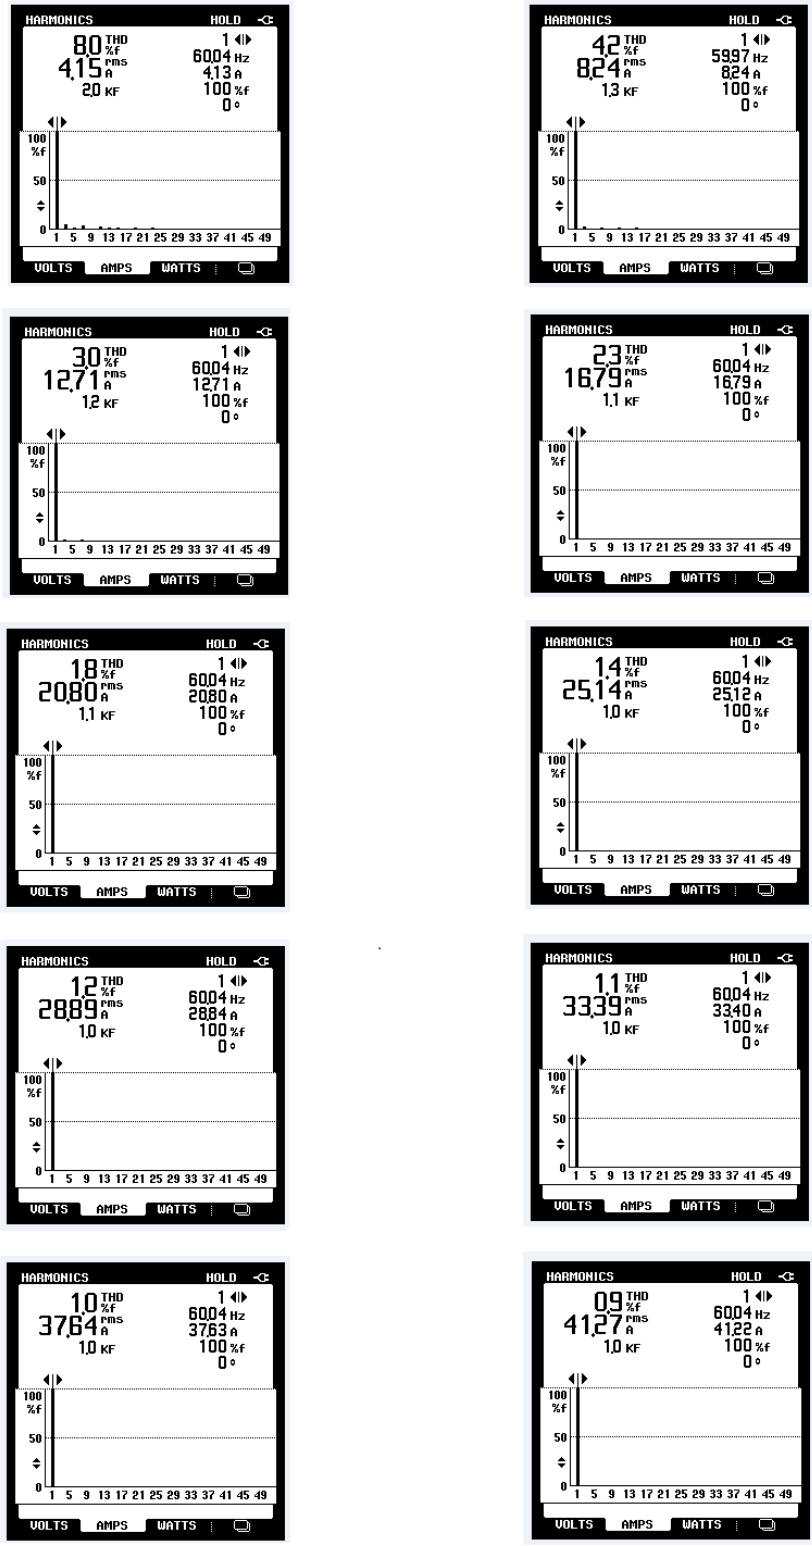 HARMONICS HOLD
8.0 THD %f 1
4.15 rms A 60.04 Hz
4.13 A
2.0 KF 100 %f
0 °
100
%f
50
0
1 5 9 13 17 21 25 29 33 37 41 45 49
VOLTS AMPS WATTS
HARMONICS HOLD
4.2 THD %f 1
8.24 rms A 59.97 Hz
8.24 A
1.3 KF 100 %f
0 °
100
%f
50
0
1 5 9 13 17 21 25 29 33 37 41 45 49
VOLTS AMPS WATTS
HARMONICS HOLD
3.0 THD %f 1
12.71 rms A 60.04 Hz
12.71 A
1.2 KF 100 %f
0 °
100
%f
50
0
1 5 9 13 17 21 25 29 33 37 41 45 49
VOLTS AMPS WATTS
HARMONICS HOLD
2.3 THD %f 1
16.79 rms A 60.04 Hz
16.79 A
1.1 KF 100 %f
0 °
100
%f
50
0
1 5 9 13 17 21 25 29 33 37 41 45 49
VOLTS AMPS WATTS
HARMONICS HOLD
1.8 THD %f 1
20.80 rms A 60.04 Hz
20.80 A
1.1 KF 100 %f
0 °
100
%f
50
0
1 5 9 13 17 21 25 29 33 37 41 45 49
VOLTS AMPS WATTS
HARMONICS HOLD
1.4 THD %f 1
25.14 rms A 60.04 Hz
25.12 A
1.0 KF 100 %f
0 °
100
%f
50
0
1 5 9 13 17 21 25 29 33 37 41 45 49
VOLTS AMPS WATTS
HARMONICS HOLD
1.2 THD %f 1
28.89 rms A 60.04 Hz
28.84 A
1.0 KF 100 %f
0 °
100
%f
50
0
1 5 9 13 17 21 25 29 33 37 41 45 49
VOLTS AMPS WATTS
HARMONICS HOLD
1.1 THD %f 1
33.39 rms A 60.04 Hz
33.40 A
1.0 KF 100 %f
0 °
100
%f
50
0
1 5 9 13 17 21 25 29 33 37 41 45 49
VOLTS AMPS WATTS
HARMONICS HOLD
1.0 THD %f 1
37.64 rms A 60.04 Hz
37.63 A
1.0 KF 100 %f
0 °
100
%f
50
0
1 5 9 13 17 21 25 29 33 37 41 45 49
VOLTS AMPS WATTS
HARMONICS HOLD
0.9 THD %f 1
41.27 rms A 60.04 Hz
41.22 A
1.0 KF 100 %f
0 °
100
%f
50
0
1 5 9 13 17 21 25 29 33 37 41 45 49
VOLTS AMPS WATTS